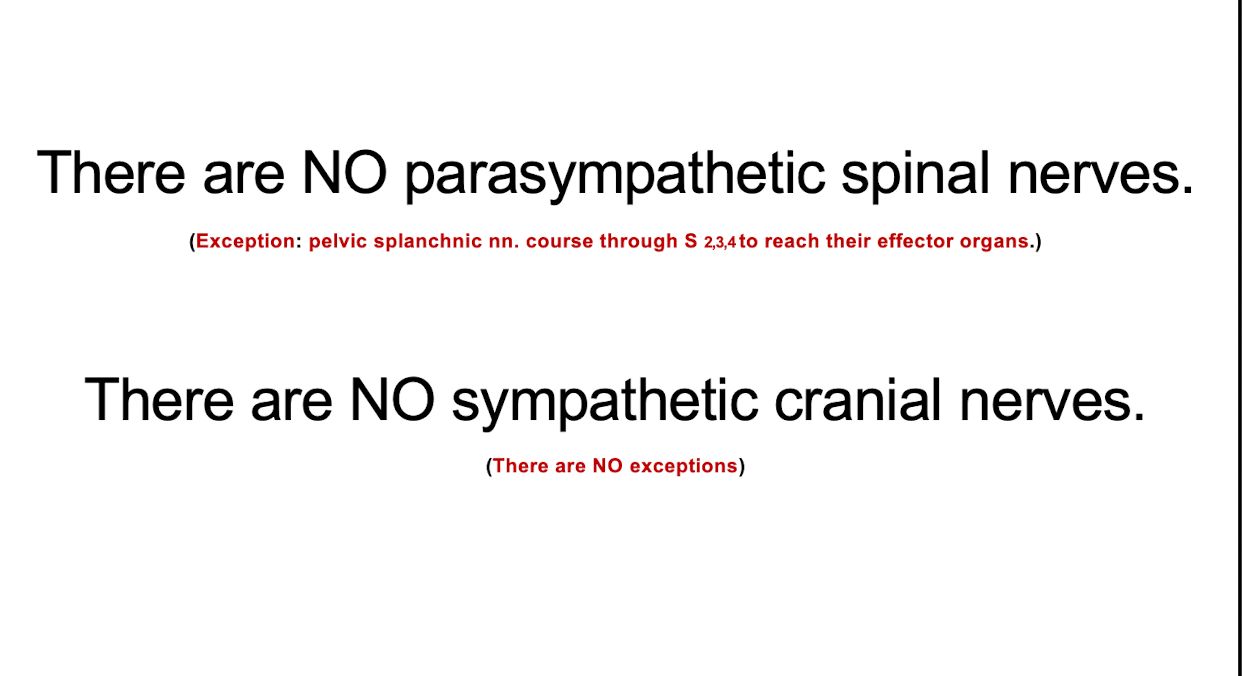 There are NO parasympathetic spinal nerves.
(Exception: pelvic splanchnic nn. course through S 2,3,4 to reach their effector organs.)
There are NO sympathetic cranial nerves.
(There are NO exceptions)